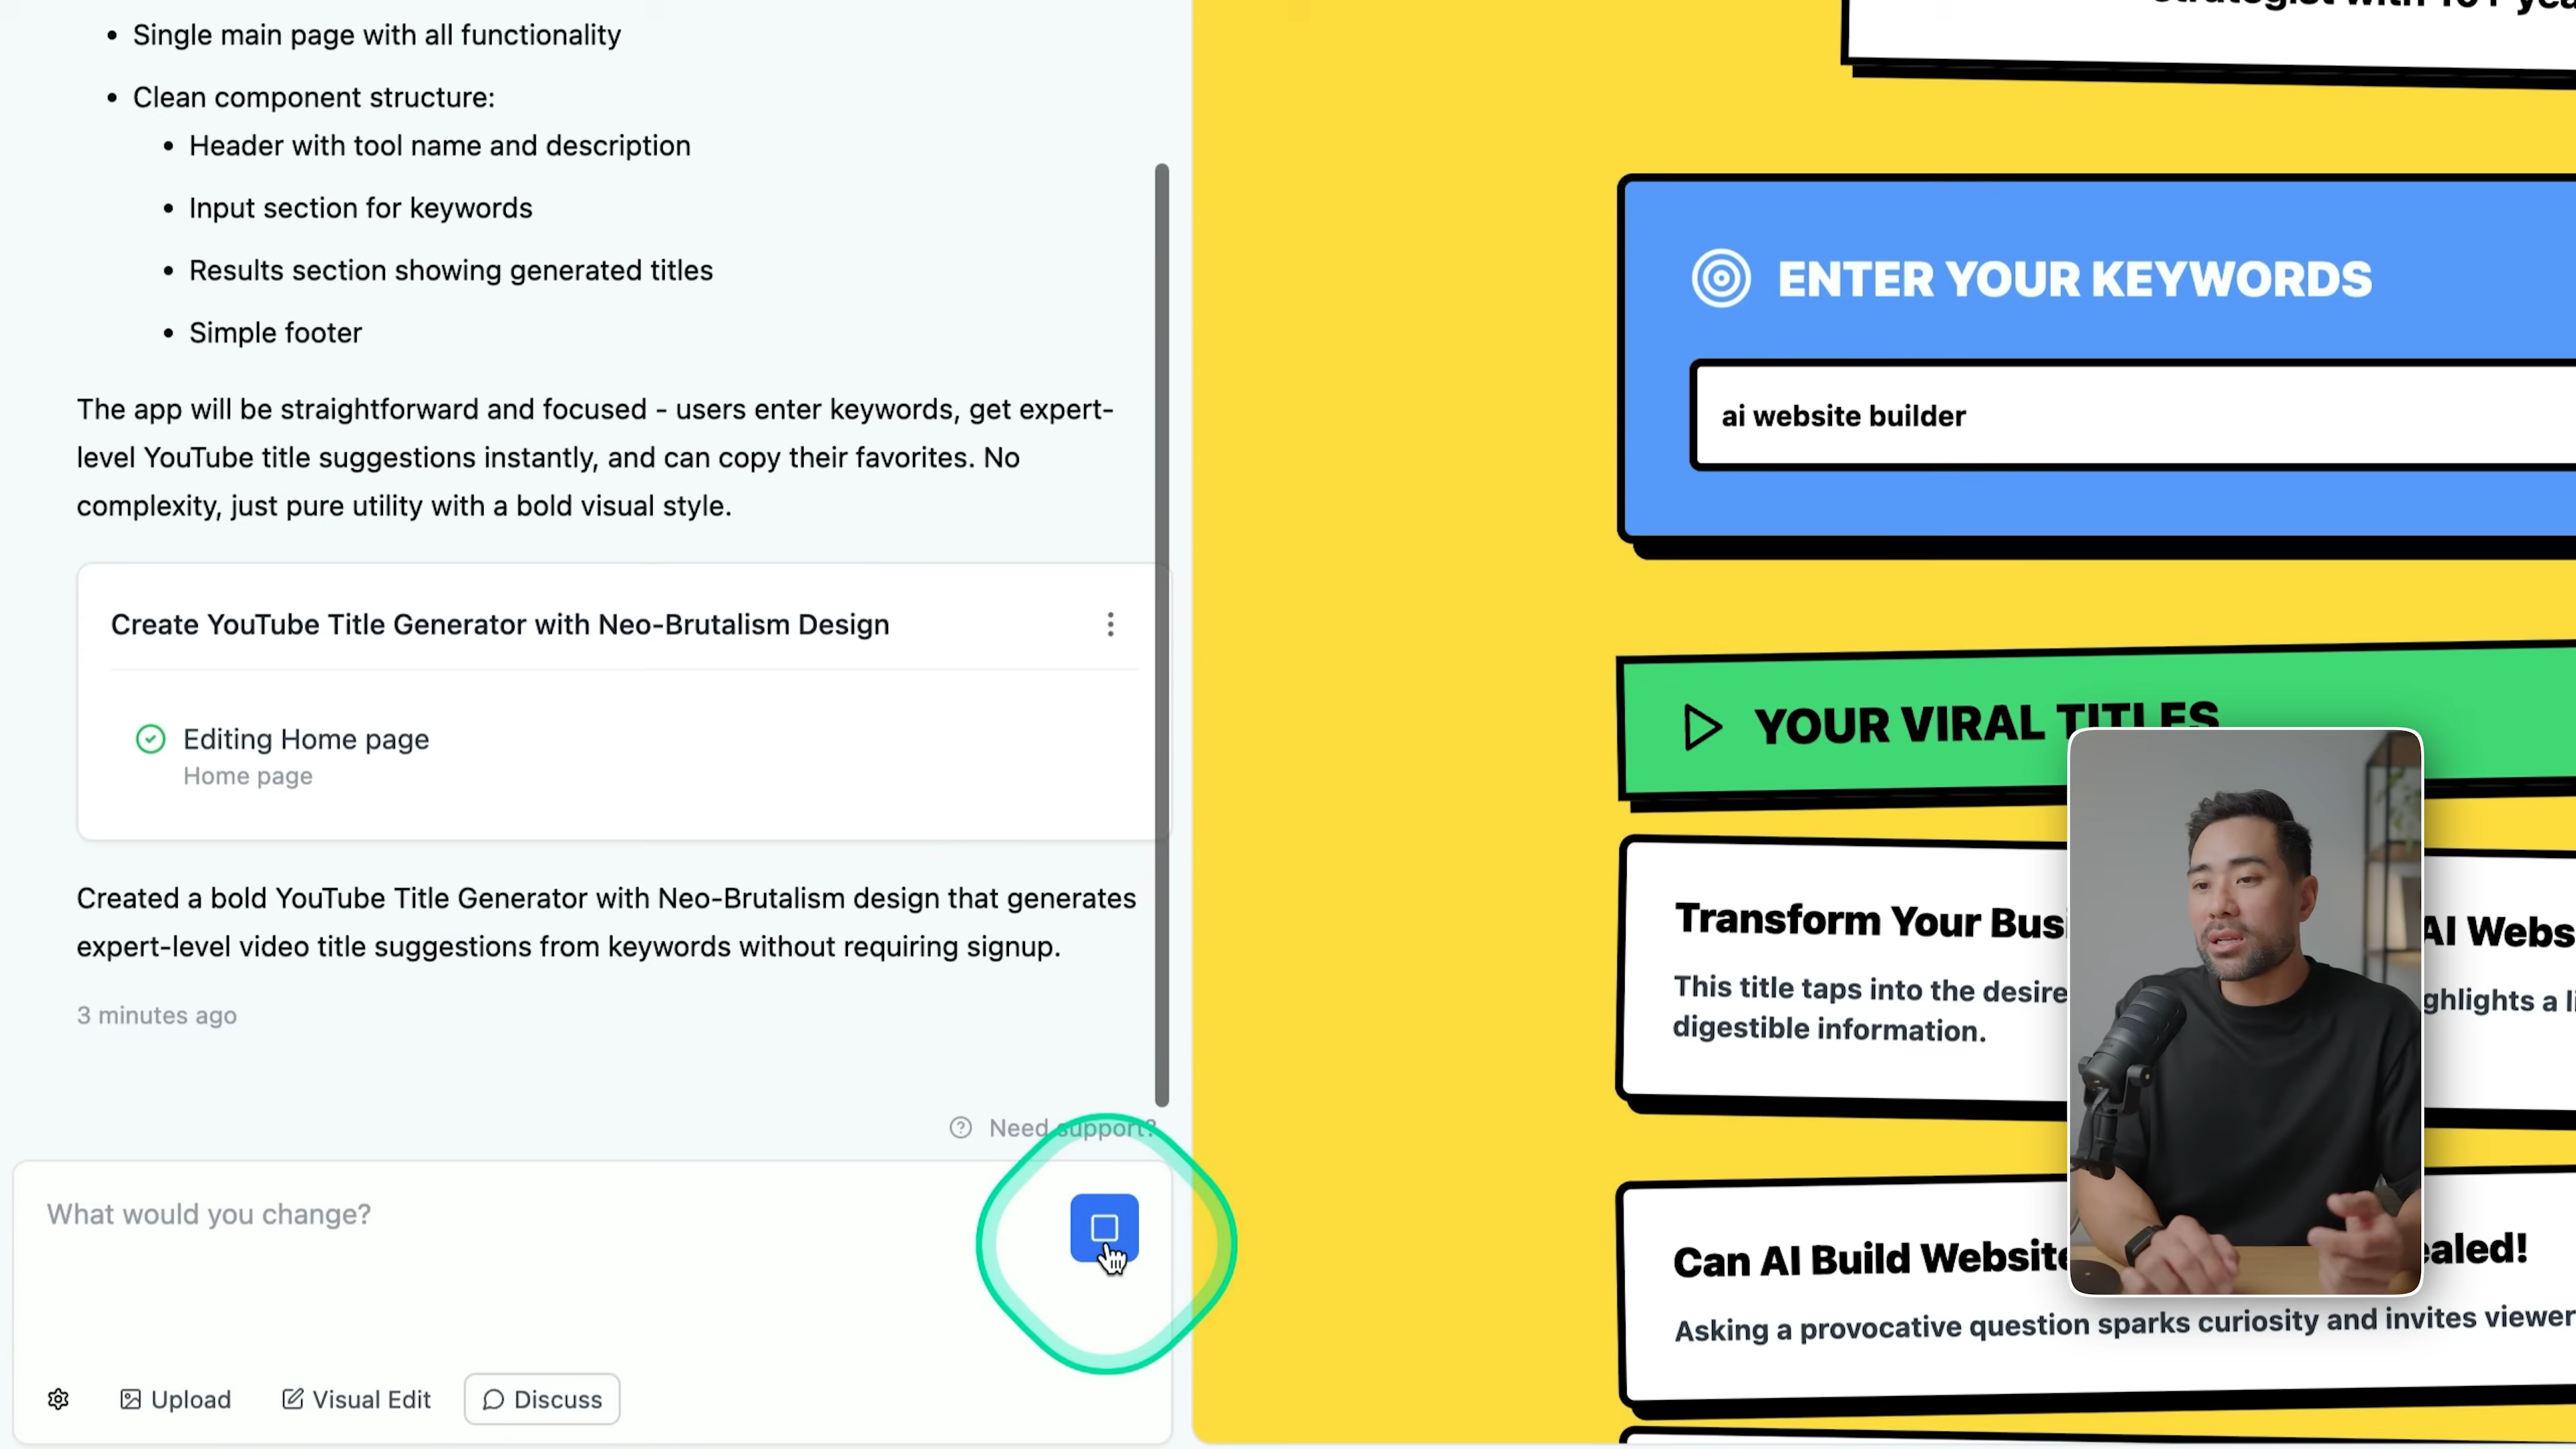 Single main page with all functionality
Clean component structure:
Header with tool name and description
Input section for keywords
Results section showing generated titles
Simple footer
The app will be straightforward and focused - users enter keywords, get expert-
level YouTube title suggestions instantly, and can copy their favorites. No
complexity, just pure utility with a bold visual style.
Create YouTube Title Generator with Neo-Brutalism Design
Editing Home page
Home page
Created a bold YouTube Title Generator with Neo-Brutalism design that generates
expert-level video title suggestions from keywords without requiring signup.
3 minutes ago
Need support?
What would you change?
Upload
Visual Edit
Discuss
strategist with 10+
ENTER YOUR KEYWORDS
ai website builder
YOUR VIRAL TITLES
Transform Your
AI
This title taps into the desire
a
digestible information.
Can AI Build
Asking a provocative question sparks curiosity and invites